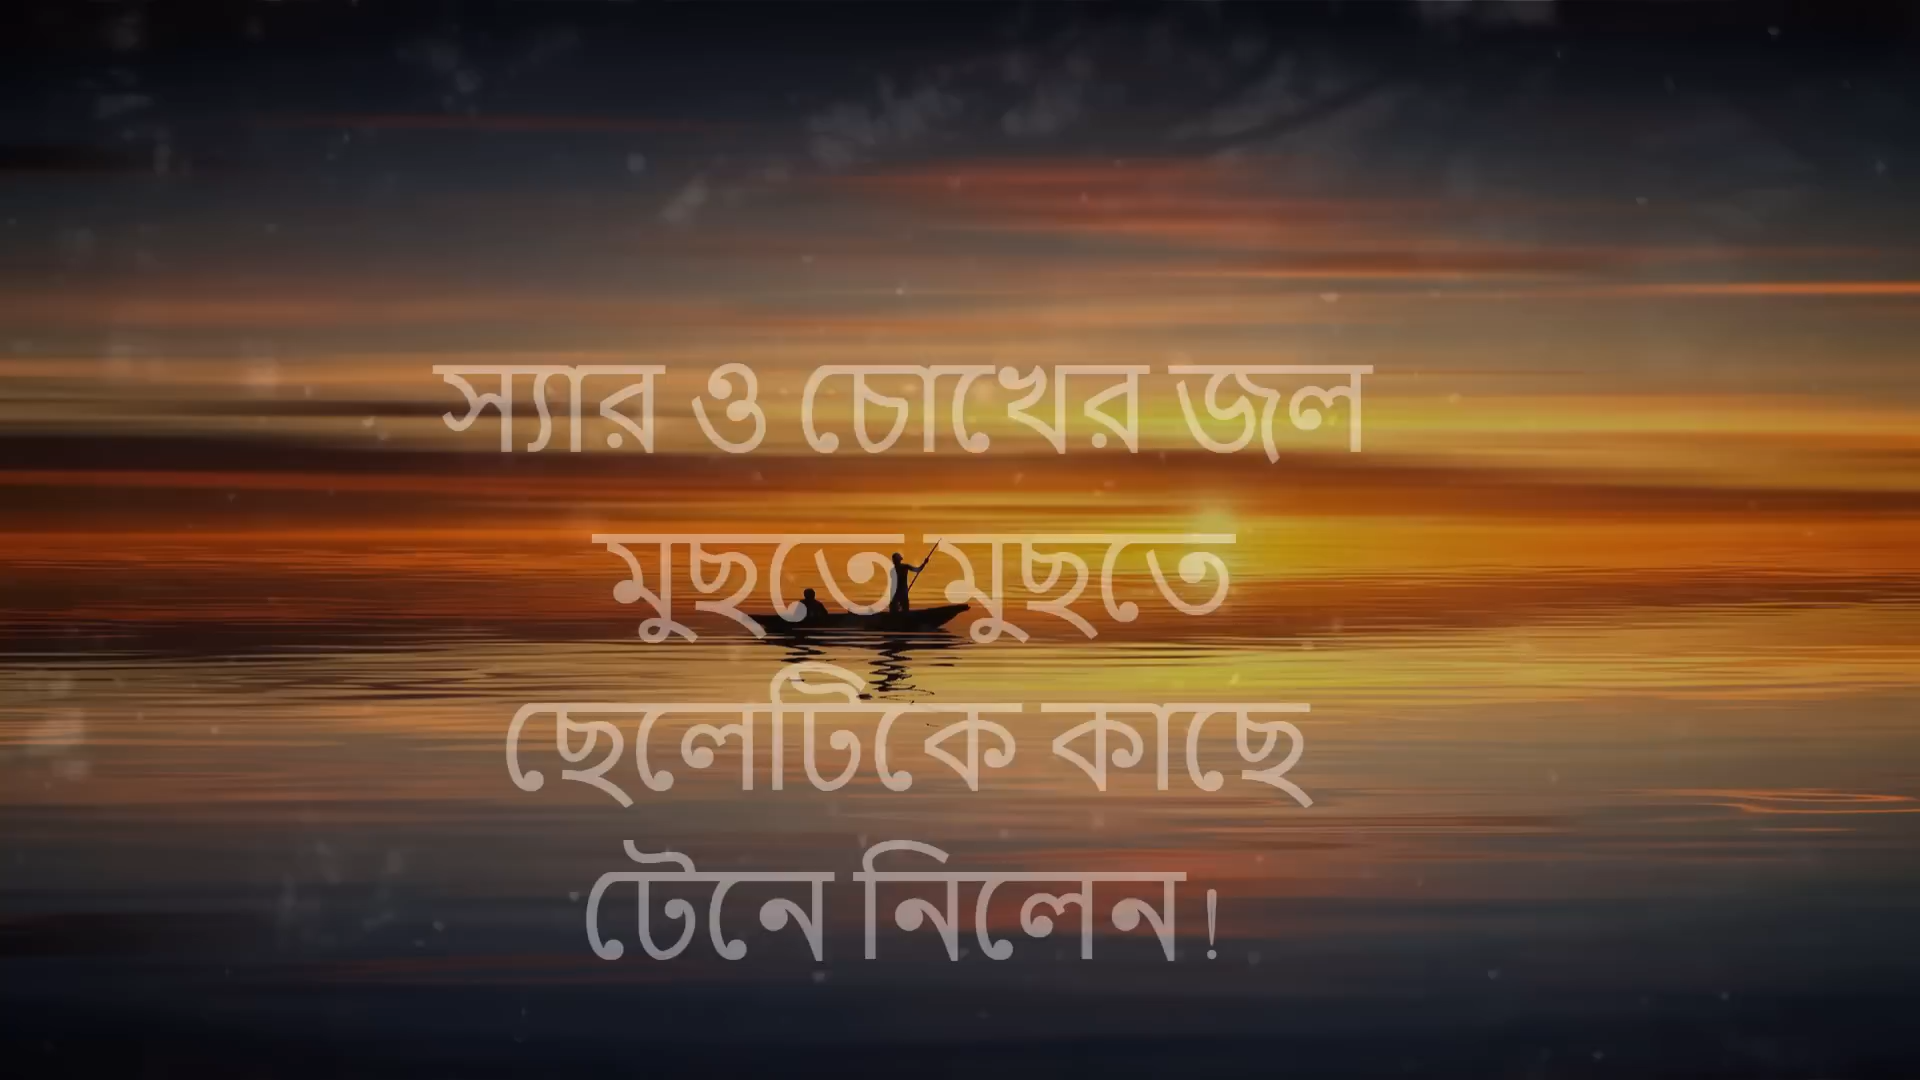 স্যার ও চোখের জল
মুছতে মুছতে
ছেলেটিকে কাছে
টেনে নিলেন!